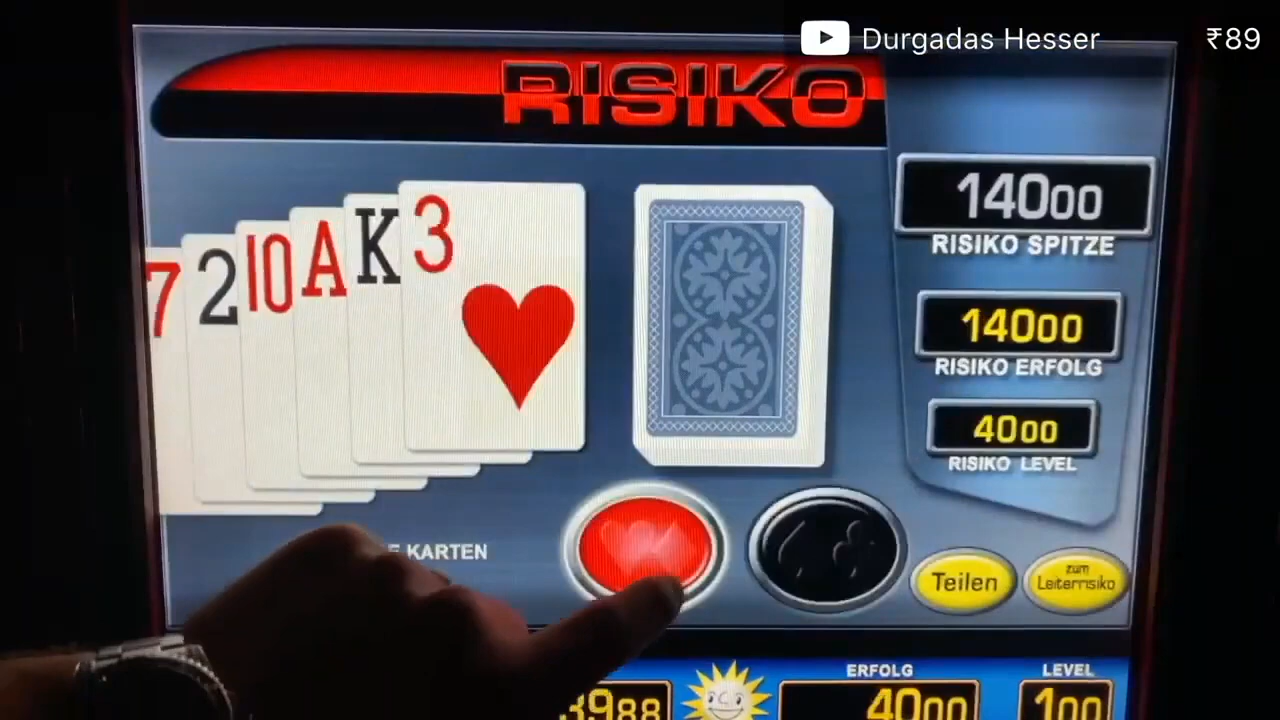 Durgadas Hesser ₹89
RISIKO
7 2 10 A K 3
14000
RISIKO SPITZE
14000
RISIKO ERFOLG
4000
RISIKO LEVEL
KARTEN
Teilen
zum
Leiterrisiko
ERFOLG
LEVEL
3988
4000
100